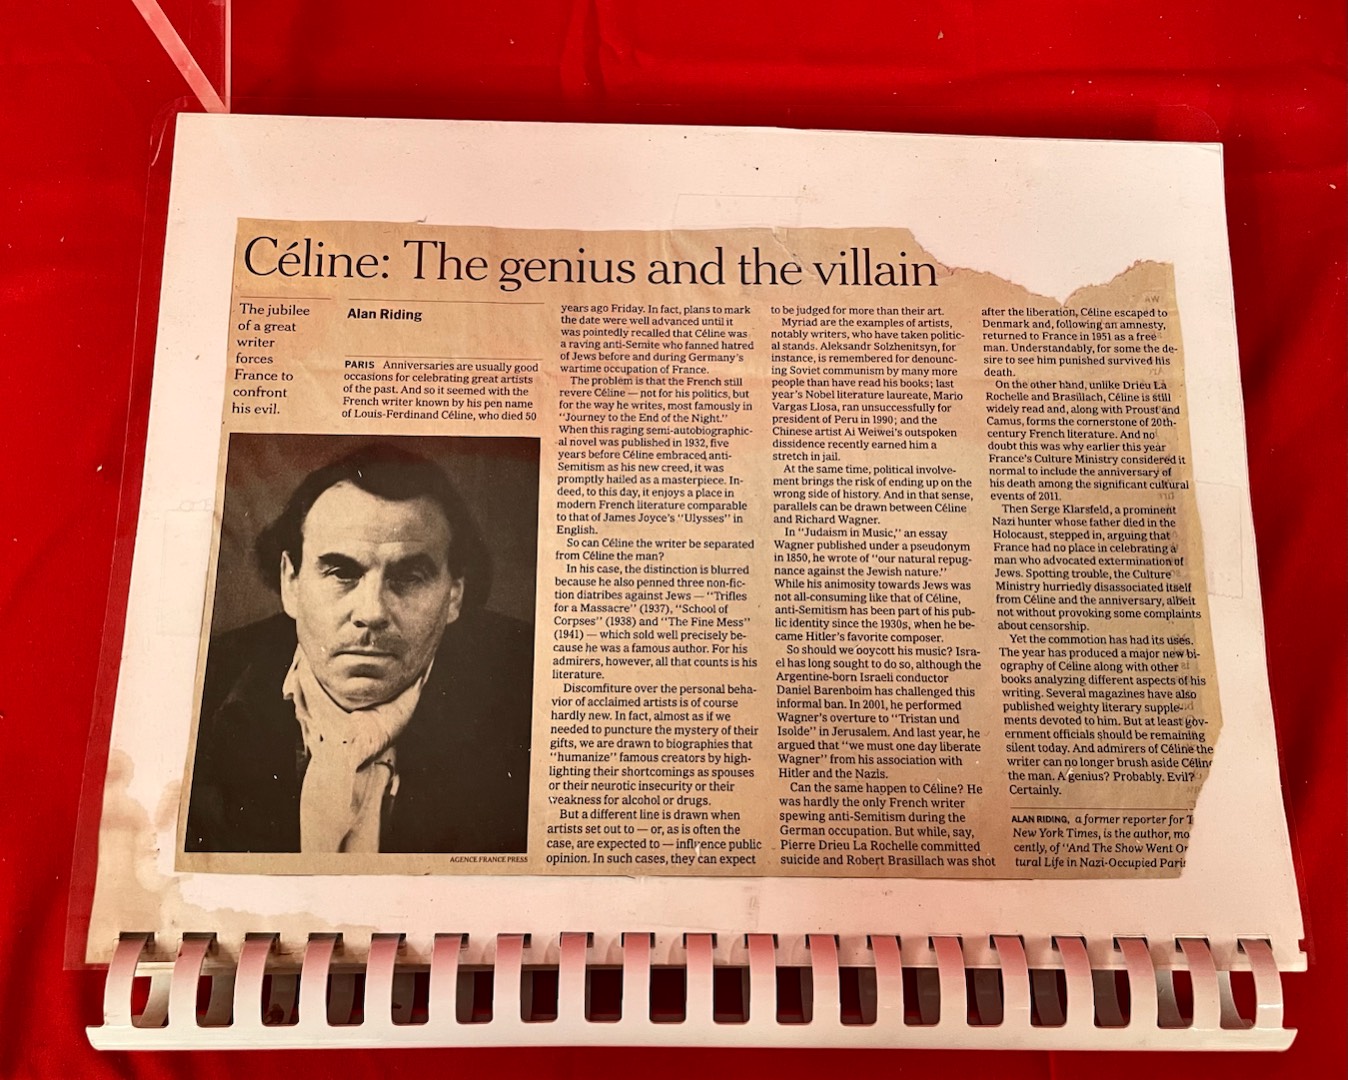 Céline: The genius and the villain
The jubilee
of a great
writer
forces
France to
confront
his evil.
Alan Riding
PARIS Anniversaries are usually good
occasions for celebrating great artists
of the past. And so it seemed with the
French writer known by his pen name
of Louis-Ferdinand Céline, who died 50
AGENCE FRANCE PRESS
years ago Friday. In fact, plans to mark
the date were well advanced until it
was pointedly recalled that Céline was
a raving anti-Semite who fanned hatred
of Jews before and during Germany's
wartime occupation of France.
The problem is that the French still
revere Céline — not for his politics, but
for the way he writes, most famously in
"Journey to the End of the Night."
When this raging semi-autobiographic-
al novel was published in 1932, five
years before Céline embraced anti-
Semitism as his new creed, it was
promptly hailed as a masterpiece. In-
deed, to this day, it enjoys a place in
modern French literature comparable
to that of James Joyce's "Ulysses" in
English.
So can Céline the writer be separated
from Céline the man?
In his case, the distinction is blurred
because he also penned three non-fic-
tion diatribes against Jews — "Trifles
for a Massacre" (1937), "School of
Corpses" (1938) and "The Fine Mess"
(1941) — which sold well precisely be-
cause he was a famous author. For his
admirers, however, all that counts is his
literature.
Discomfiture over the personal beha-
vior of acclaimed artists is of course
hardly new. In fact, almost as if we
needed to puncture the mystery of their
gifts, we are drawn to biographies that
"humanize" famous creators by high-
lighting their shortcomings as spouses
or their neurotic insecurity or their
weakness for alcohol or drugs.
But a different line is drawn when
artists set out to — or, as is often the
case, are expected to — influence public
opinion. In such cases, they can expect
to be judged for more than their art.
Myriad are the examples of artists,
notably writers, who have taken politic-
al stands. Aleksandr Solzhenitsyn, for
instance, is remembered for denounc-
ing Soviet communism by many more
people than have read his books; last
year's Nobel literature laureate, Mario
Vargas Llosa, ran unsuccessfully for
president of Peru in 1990; and the
Chinese artist Ai Weiwei's outspoken
dissidence recently earned him a
stretch in jail.
At the same time, political involve-
ment brings the risk of ending up on the
wrong side of history. And in that sense,
parallels can be drawn between Céline
and Richard Wagner.
In "Judaism in Music," an essay
Wagner published under a pseudonym
in 1850, he wrote of "our natural repug-
nance against the Jewish nature."
While his animosity towards Jews was
not all-consuming like that of Céline,
anti-Semitism has been part of his pub-
lic identity since the 1930s, when he be-
came Hitler's favorite composer.
So should we boycott his music? Isra-
el has long sought to do so, although the
Argentine-born Israeli conductor
Daniel Barenboim has challenged this
informal ban. In 2001, he performed
Wagner's overture to "Tristan und
Isolde" in Jerusalem. And last year, he
argued that "we must one day liberate
Wagner" from his association with
Hitler and the Nazis.
Can the same happen to Céline? He
was hardly the only French writer
spewing anti-Semitism during the
German occupation. But while, say,
Pierre Drieu La Rochelle committed
suicide and Robert Brasillach was shot
after the liberation, Céline escaped to
Denmark and, following an amnesty,
returned to France in 1951 as a free
man. Understandably, for some the de-
sire to see him punished survived his
death.
On the other hand, unlike Drieu La
Rochelle and Brasillach, Céline is still
widely read and, along with Proust and
Camus, forms the cornerstone of 20th-
century French literature. And no
doubt this was why earlier this year
France's Culture Ministry considered it
normal to include the anniversary of
his death among the significant cultural
events of 2011.
Then Serge Klarsfeld, a prominent
Nazi hunter whose father died in the
Holocaust, stepped in, arguing that
France had no place in celebrating a
man who advocated extermination of
Jews. Spotting trouble, the Culture
Ministry hurriedly disassociated itself
from Céline and the anniversary, albeit
not without provoking some complaints
about censorship.
Yet the commotion has had its uses.
The year has produced a major new bi-
ography of Céline along with other
books analyzing different aspects of his
writing. Several magazines have also
published weighty literary supple-
ments devoted to him. But at least gov-
ernment officials should be remaining
silent today. And admirers of Céline the
writer can no longer brush aside Céline
the man. A genius? Probably. Evil?
Certainly.
ALAN RIDING, a former reporter for
New York Times, is the author, mo
cently, of "And The Show Went
tural Life in Nazi-Occupied Paris